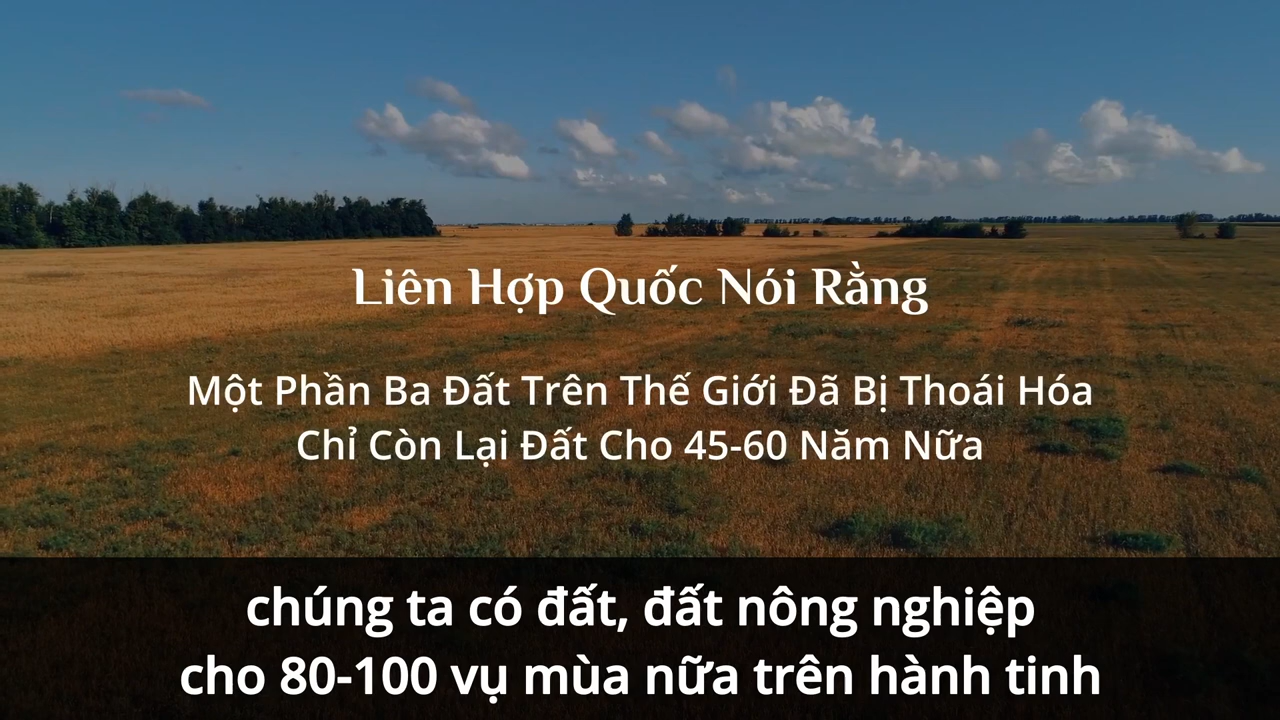 Liên Hợp Quốc Nói Rằng
Một Phần Ba Đất Trên Thế Giới Đã Bị Thoái Hóa
Chỉ Còn Lại Đất Cho 45-60 Năm Nữa
chúng ta có đất, đất nông nghiệp
cho 80-100 vụ mùa nữa trên hành tinh